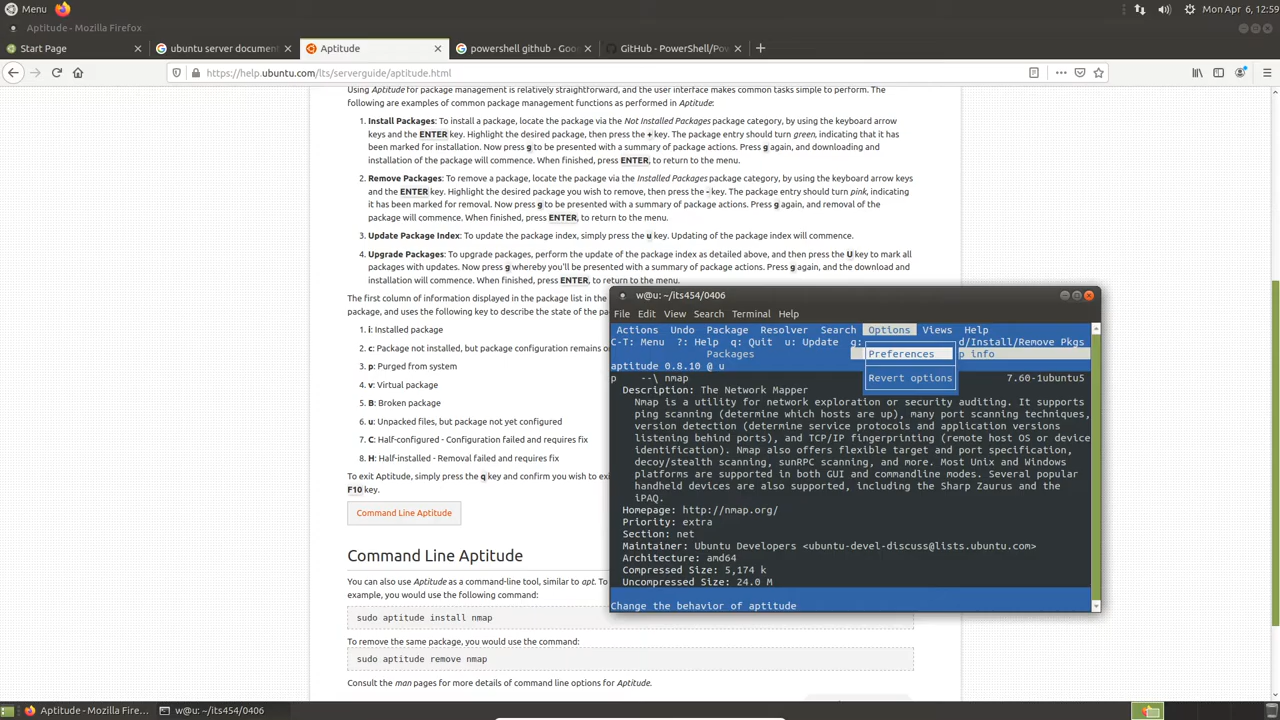 Menu
Mon Apr 6, 12:59
Aptitude - Mozilla Firefox
Start Page
ubuntu server document
Aptitude
powershell github - Goo
GitHub - PowerShell/Pow
https://help.ubuntu.com/lts/serverguide/aptitude.html
Using Aptitude for package management is relatively straightforward, and the user interface makes common tasks simple to perform. The
following are examples of common package management functions as performed in Aptitude:
1. Install Packages: To install a package, locate the package via the Not Installed Packages package category, by using the keyboard arrow
keys and the ENTER key. Highlight the desired package, then press the + key. The package entry should turn green, indicating that it has
been marked for installation. Now press g to be presented with a summary of package actions. Press g again, and downloading and
installation of the package will commence. When finished, press ENTER, to return to the menu.
2. Remove Packages: To remove a package, locate the package via the Installed Packages package category, by using the keyboard arrow keys
and the ENTER key. Highlight the desired package you wish to remove, then press the - key. The package entry should turn pink, indicating
it has been marked for removal. Now press g to be presented with a summary of package actions. Press g again, and removal of the
package will commence. When finished, press ENTER, to return to the menu.
3. Update Package Index: To update the package index, simply press the u key. Updating of the package index will commence.
4. Upgrade Packages: To upgrade packages, perform the update of the package index as detailed above, and then press the U key to mark all
packages with updates. Now press g whereby you'll be presented with a summary of package actions. Press g again, and the download and
installation will commence. When finished, press ENTER, to return to the menu.
The first column of information displayed in the package list in the
package, and uses the following key to describe the state of the pa
1. i: Installed package
2. c: Package not installed, but package configuration remains o
3. p: Purged from system
4. v: Virtual package
5. B: Broken package
6. u: Unpacked files, but package not yet configured
7. C: Half-configured - Configuration failed and requires fix
8. H: Half-installed - Removal failed and requires fix
To exit Aptitude, simply press the q key and confirm you wish to exi
F10 key.
Command Line Aptitude
Command Line Aptitude
You can also use Aptitude as a command-line tool, similar to apt. To
example, you would use the following command:
sudo aptitude install nmap
To remove the same package, you would use the command:
sudo aptitude remove nmap
Consult the man pages for more details of command line options for Aptitude.
w@u: ~/its454/0406
File Edit View Search Terminal Help
Actions Undo Package Resolver Search Options Views Help
C-T: Menu ?: Help q: Quit u: Update g: d/Install/Remove Pkgs
Packages Preferences p info
aptitude 0.8.10 @ u
p --\ nmap Revert options 7.60-1ubuntu5
Description: The Network Mapper
Nmap is a utility for network exploration or security auditing. It supports
ping scanning (determine which hosts are up), many port scanning techniques,
version detection (determine service protocols and application versions
listening behind ports), and TCP/IP fingerprinting (remote host OS or device
identification). Nmap also offers flexible target and port specification,
decoy/stealth scanning, sunRPC scanning, and more. Most Unix and Windows
platforms are supported in both GUI and commandline modes. Several popular
handheld devices are also supported, including the Sharp Zaurus and the
iPAQ.
Homepage: http://nmap.org/
Priority: extra
Section: net
Maintainer: Ubuntu Developers <ubuntu-devel-discuss@lists.ubuntu.com>
Architecture: amd64
Compressed Size: 5,174 k
Uncompressed Size: 24.0 M
Change the behavior of aptitude
Aptitude - Mozilla Fire...
w@u: ~/its454/0406